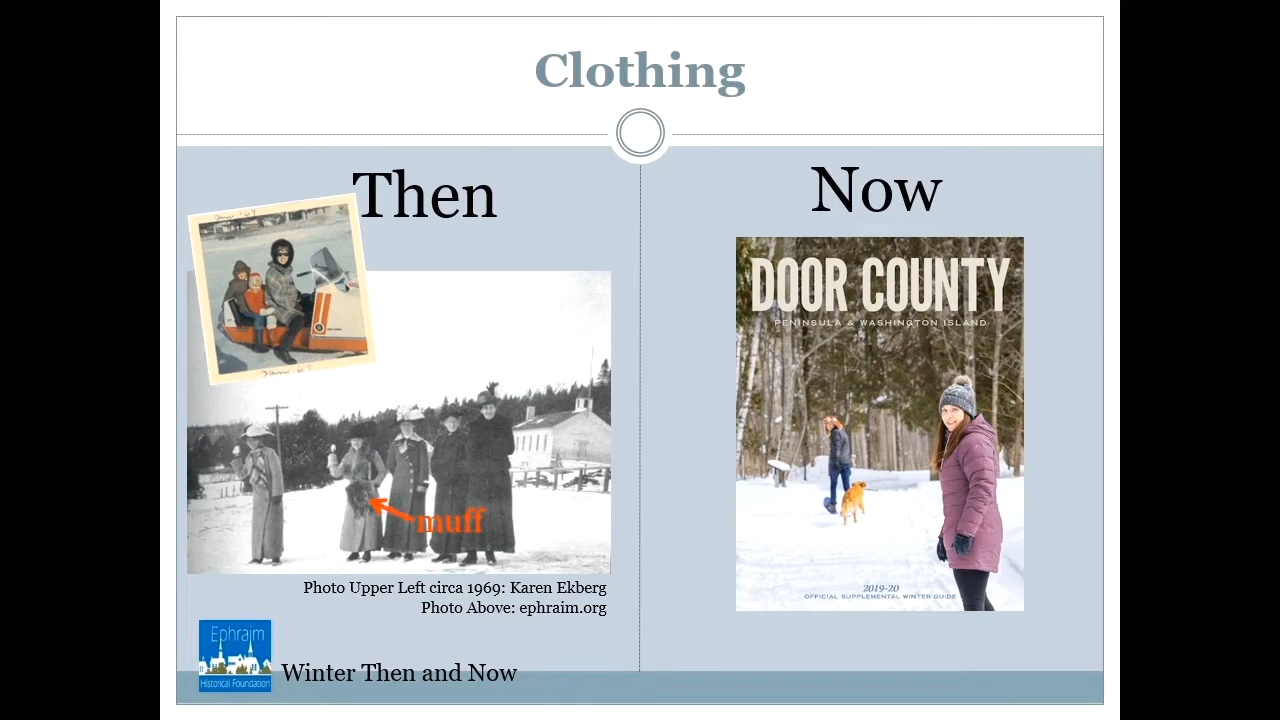 Clothing
Then
Now
muff
Photo Upper Left circa 1969: Karen Ekberg
Photo Above: ephraim.org
DOOR COUNTY
PENINSULA & WASHINGTON ISLAND
2019-20
OFFICIAL SUPPLEMENTAL WINTER GUIDE
Ephraim
Historical Foundation
Winter Then and Now